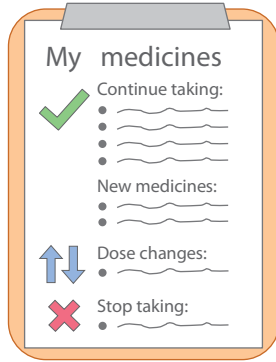 My medicines
Continue taking:
New medicines:
Dose changes:
Stop taking: